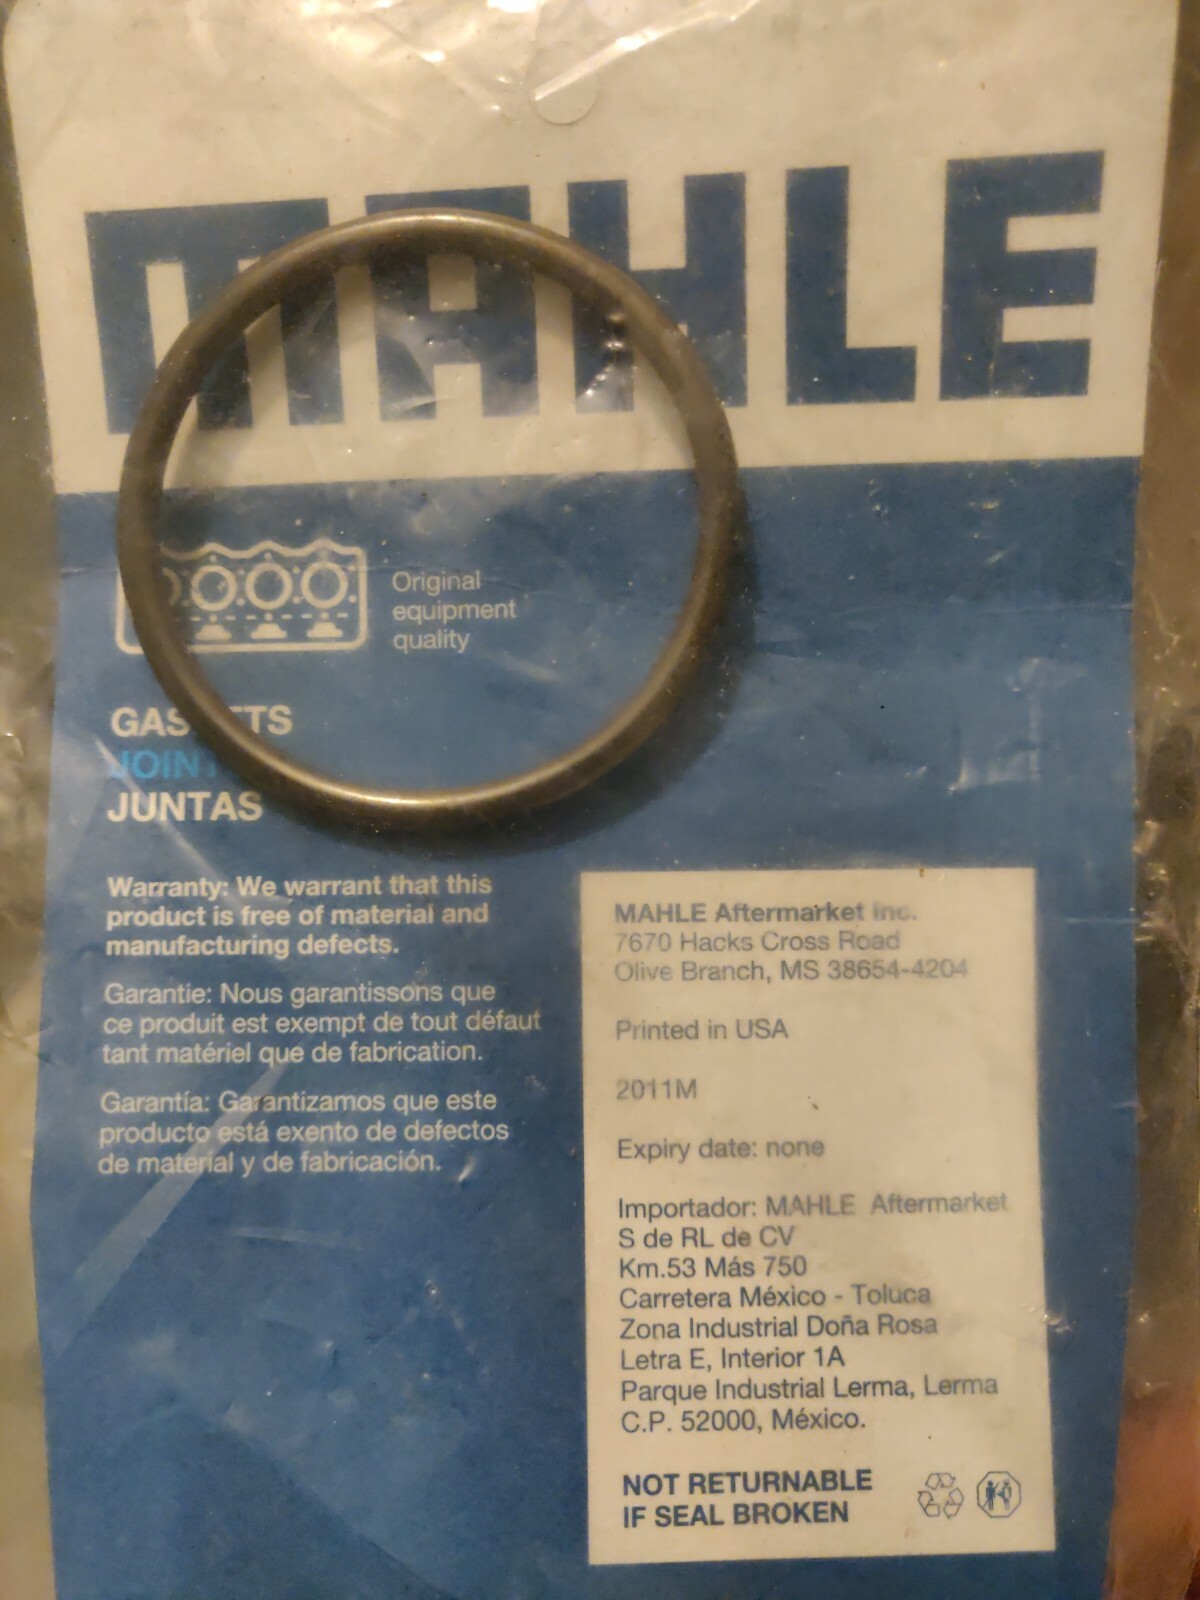 MAHLE
Original
equipment
quality
JUNTAS
Warranty: We warrant that this
product is free of material and
manufacturing defects.
Garantie: Nous garantissons que
ce produit est exempt de tout défaut
tant matériel que de fabrication.
Garantía: Garantizamos que este
producto está exento de defectos
de material y de fabricación.
MAHLE Aftermarket Inc.
7670 Hacks Cross Road
Olive Branch, MS 38654-4204
Printed in USA
2011M
Expiry date: none
Importador: MAHLE Aftermarket
S de RL de CV
Km.53 Más 750
Carretera México - Toluca
Zona Industrial Doña Rosa
Letra E, Interior 1A
Parque Industrial Lerma, Lerma
C.P. 52000, México.
NOT RETURNABLE
IF SEAL BROKEN